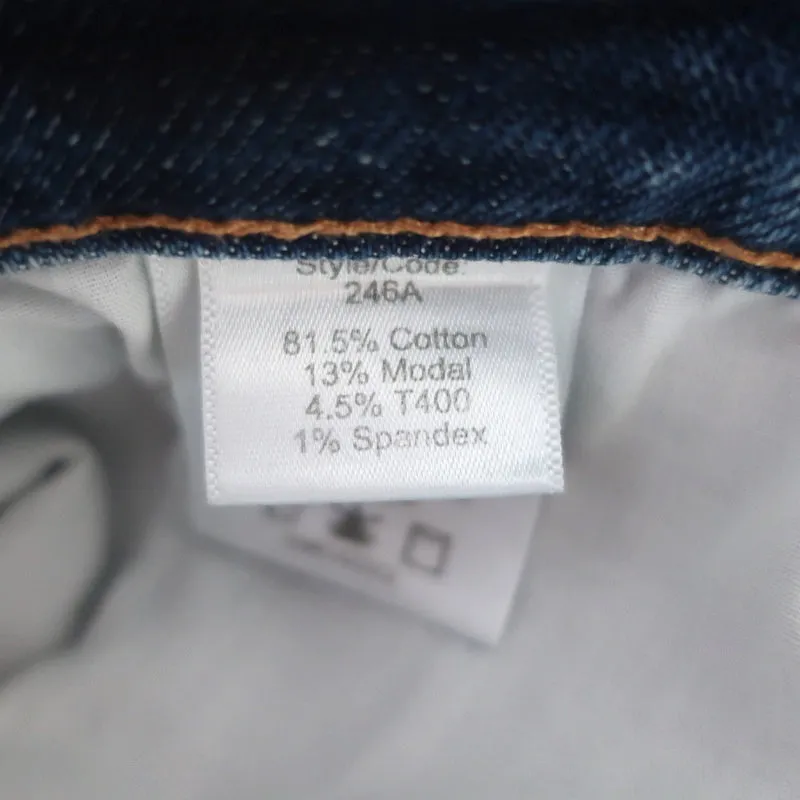 Style/Code:
246A
81.5% Cotton
13% Modal
4.5% T400
1% Spandex